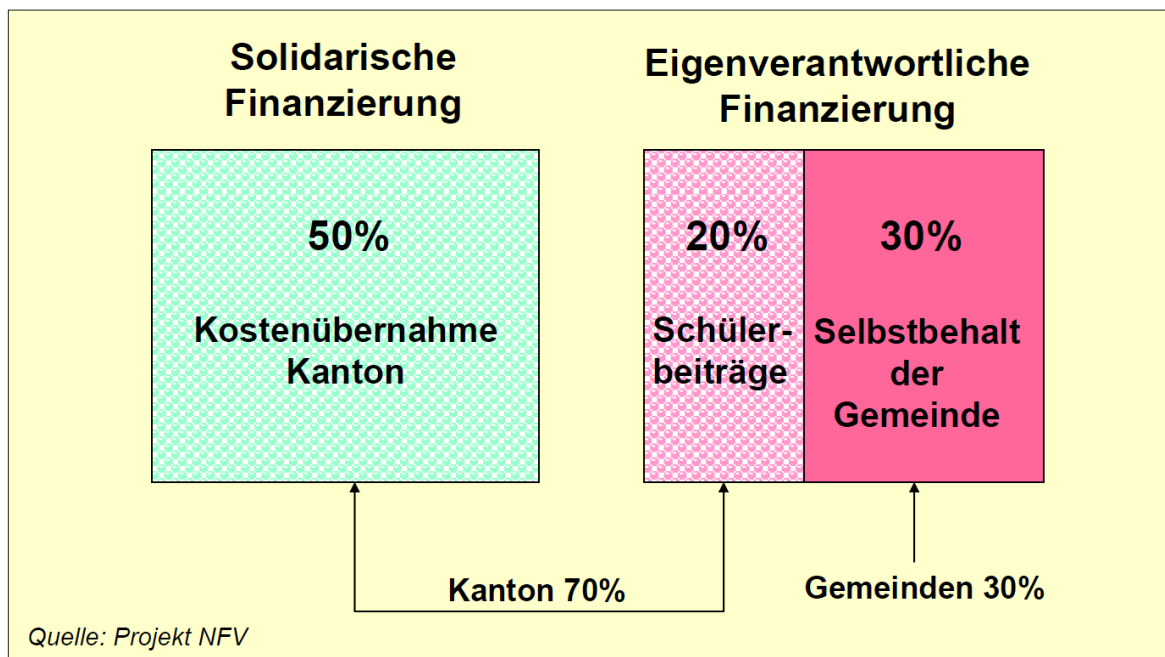 Solidarische
Finanzierung
Eigenverantwortliche
Finanzierung
50%
Kostenübernahme
Kanton
20%
Schüler-
beiträge
30%
Selbstbehalt
der
Gemeinde
Kanton 70%
Gemeinden 30%
Quelle: Projekt NFV